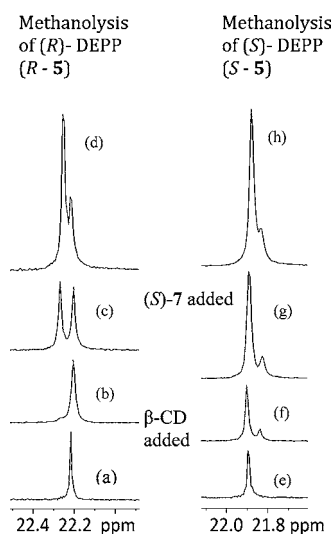 Methanolysis
of (R)- DEPP
(R - 5)
Methanolysis
of (S)- DEPP
(S - 5)
(d)
(h)
(c)
(S)-7 added
(g)
(b)
β-CD
added
(f)
(a)
(e)
22.4 22.2 ppm
22.0 21.8 ppm